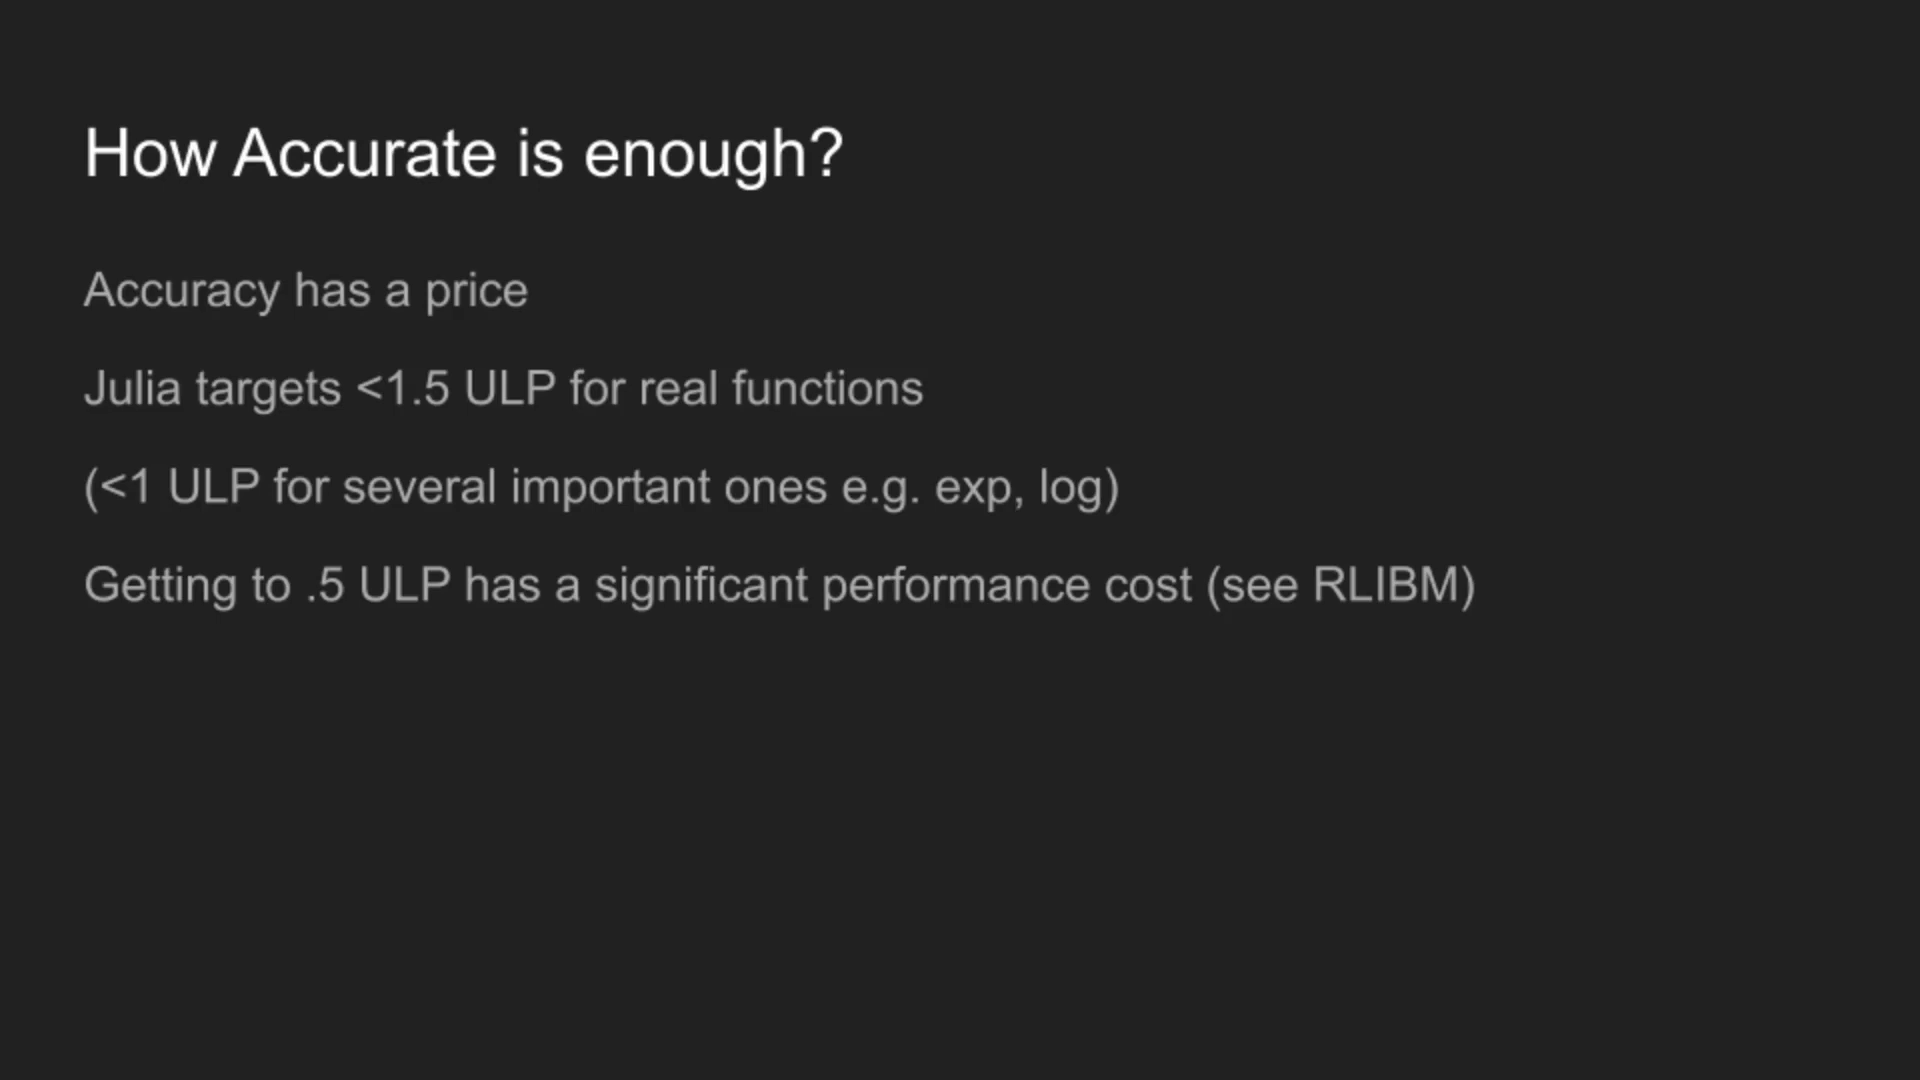 How Accurate is enough?
Accuracy has a price
Julia targets <1.5 ULP for real functions
(<1 ULP for several important ones e.g. exp, log)
Getting to .5 ULP has a significant performance cost (see RLIBM)